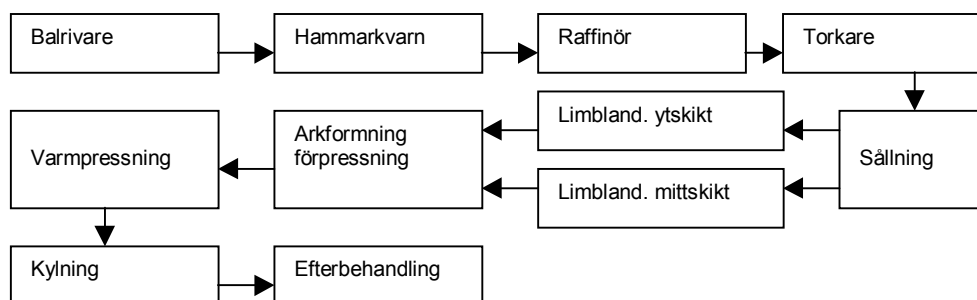 Balrivare
Hammarkvarn
Raffinör
Torkare
Limbland. ytskikt
Arkformning
förpressning
Varmpressning
Sållning
Limbland. mittskikt
Kylning
Efterbehandling